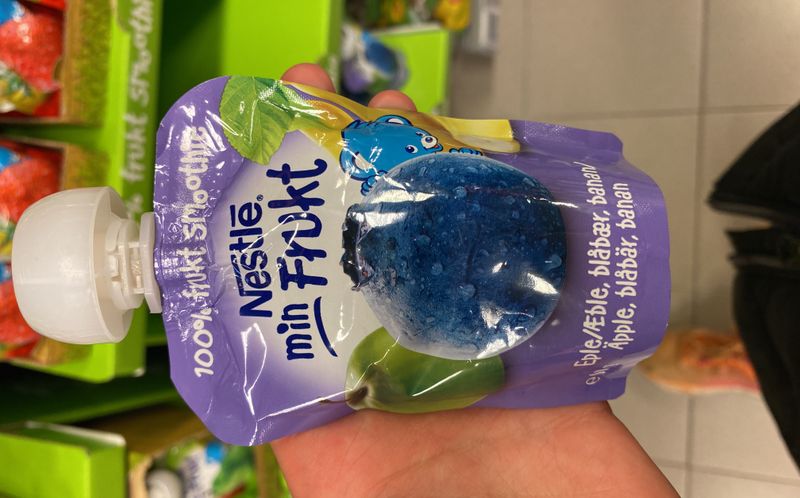 100% frukt smoothie
Nestlé®
min Frukt
Eple/Æble, blåbær, banan/
Äpple, blåbär, banan
frukt smoothie